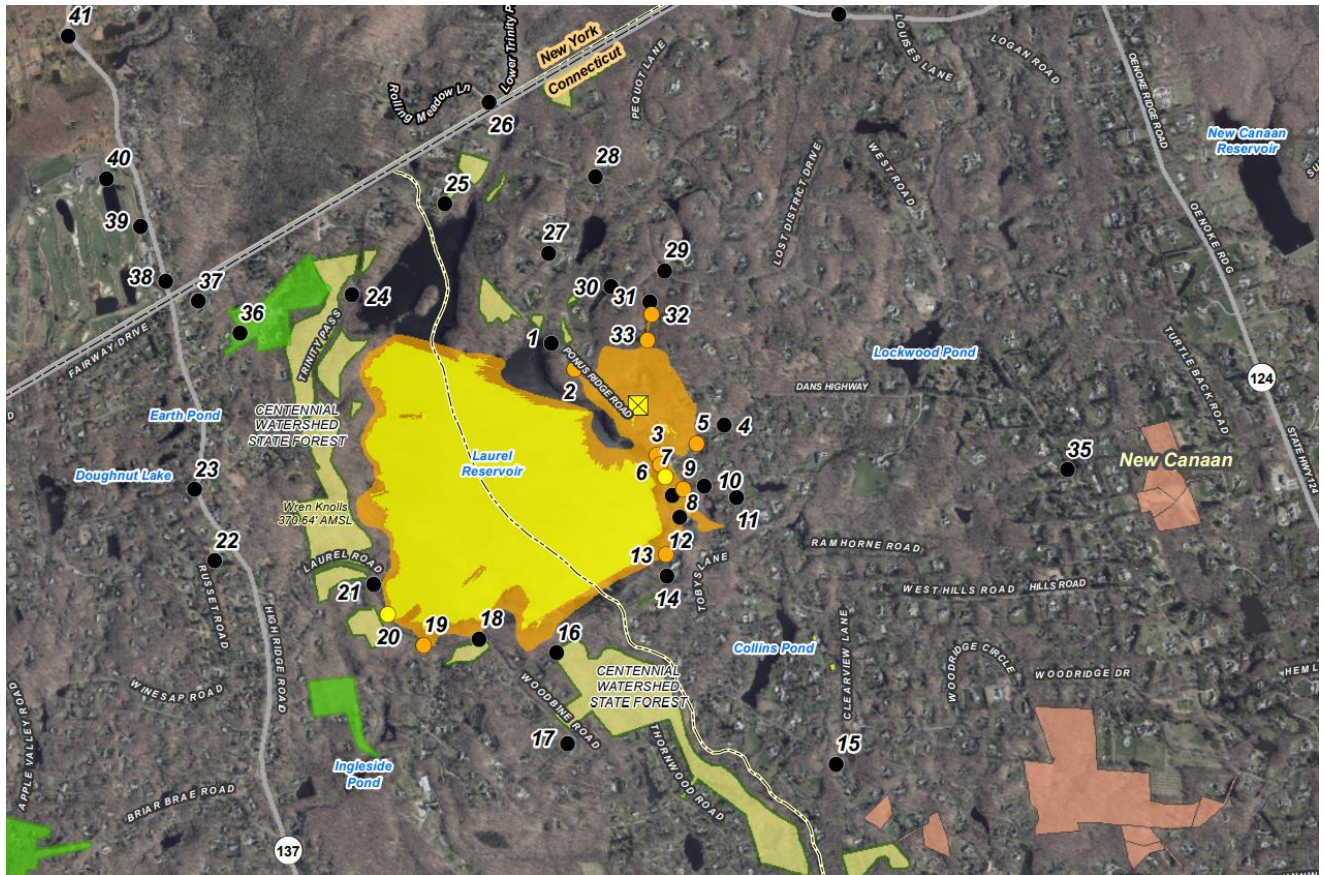 41
New York
Connecticut
Lower Trinity P
Rolling
Meadow Ln
26
PEQUOT LANE
LOUISES LANE
LOGAN ROAD
OENOKE RIDGE ROAD
New Canaan
Reservoir
40
28
25
WEST ROAD
LOST DISTRICT DRIVE
39
OENOKE RDG
27
29
38
37
30
31
24
32
36
33
1
FAIRWAY DRIVE
TRINITY PASS
PONUS RIDGE ROAD
Lockwood Pond
TURTLE BACK ROAD
124
2
DANS HIGHWAY
Earth Pond
CENTENNIAL
WATERSHED
STATE FOREST
5
4
STATE HWY 124
3
7
35
New Canaan
Laurel
Reservoir
Doughnut Lake
23
6
9
10
8
11
Wren Knolls
370.64' AMSL
12
RAMHORNE ROAD
22
LAUREL ROAD
13
TOBYS LANE
WEST HILLS ROAD
HILLS ROAD
21
14
RUSSET ROAD
HIGH RIDGE ROAD
20
19
18
16
Collins Pond
CLEARVIEW LANE
WOODRIDGE CIRCLE
WOODRIDGE DR
HEML
CENTENNIAL
WATERSHED
STATE FOREST
APPLE VALLEY ROAD
WINESAP ROAD
WOODBINE ROAD
17
THORNWOOD ROAD
15
Ingleside
Pond
BRIAR BRAE ROAD
137